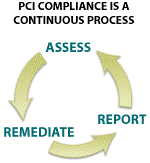 PCI COMPLIANCE IS A
CONTINUOUS PROCESS
ASSESS
REPORT
REMEDIATE